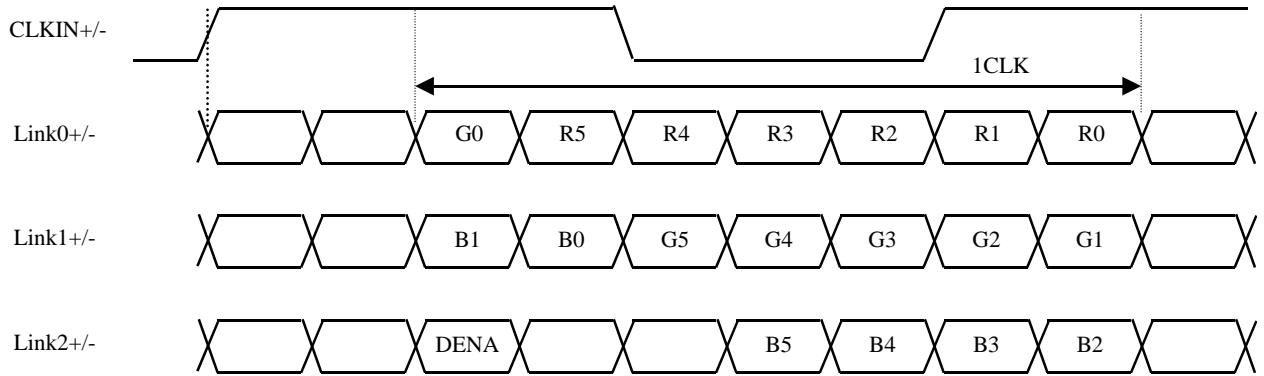 CLKIN+/-
1CLK
Link0+/- G0 R5 R4 R3 R2 R1 R0
Link1+/- B1 B0 G5 G4 G3 G2 G1
Link2+/- DENA B5 B4 B3 B2